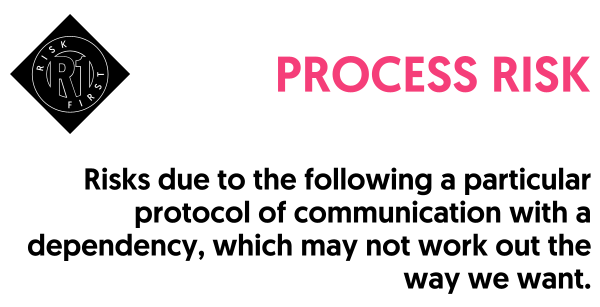 RISK
R1
FIRST
PROCESS RISK
Risks due to the following a particular
protocol of communication with a
dependency, which may not work out the
way we want.